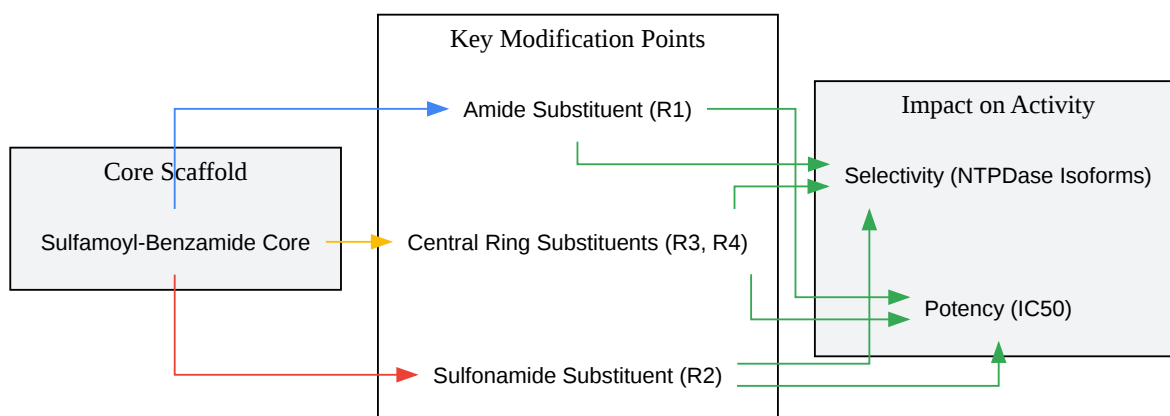 Key Modification Points
Amide Substituent (R1)
Impact on Activity
Core Scaffold
Selectivity (NTPDase Isoforms)
Sulfamoyl-Benzamide Core
Central Ring Substituents (R3, R4)
Potency (IC50)
Sulfonamide Substituent (R2)